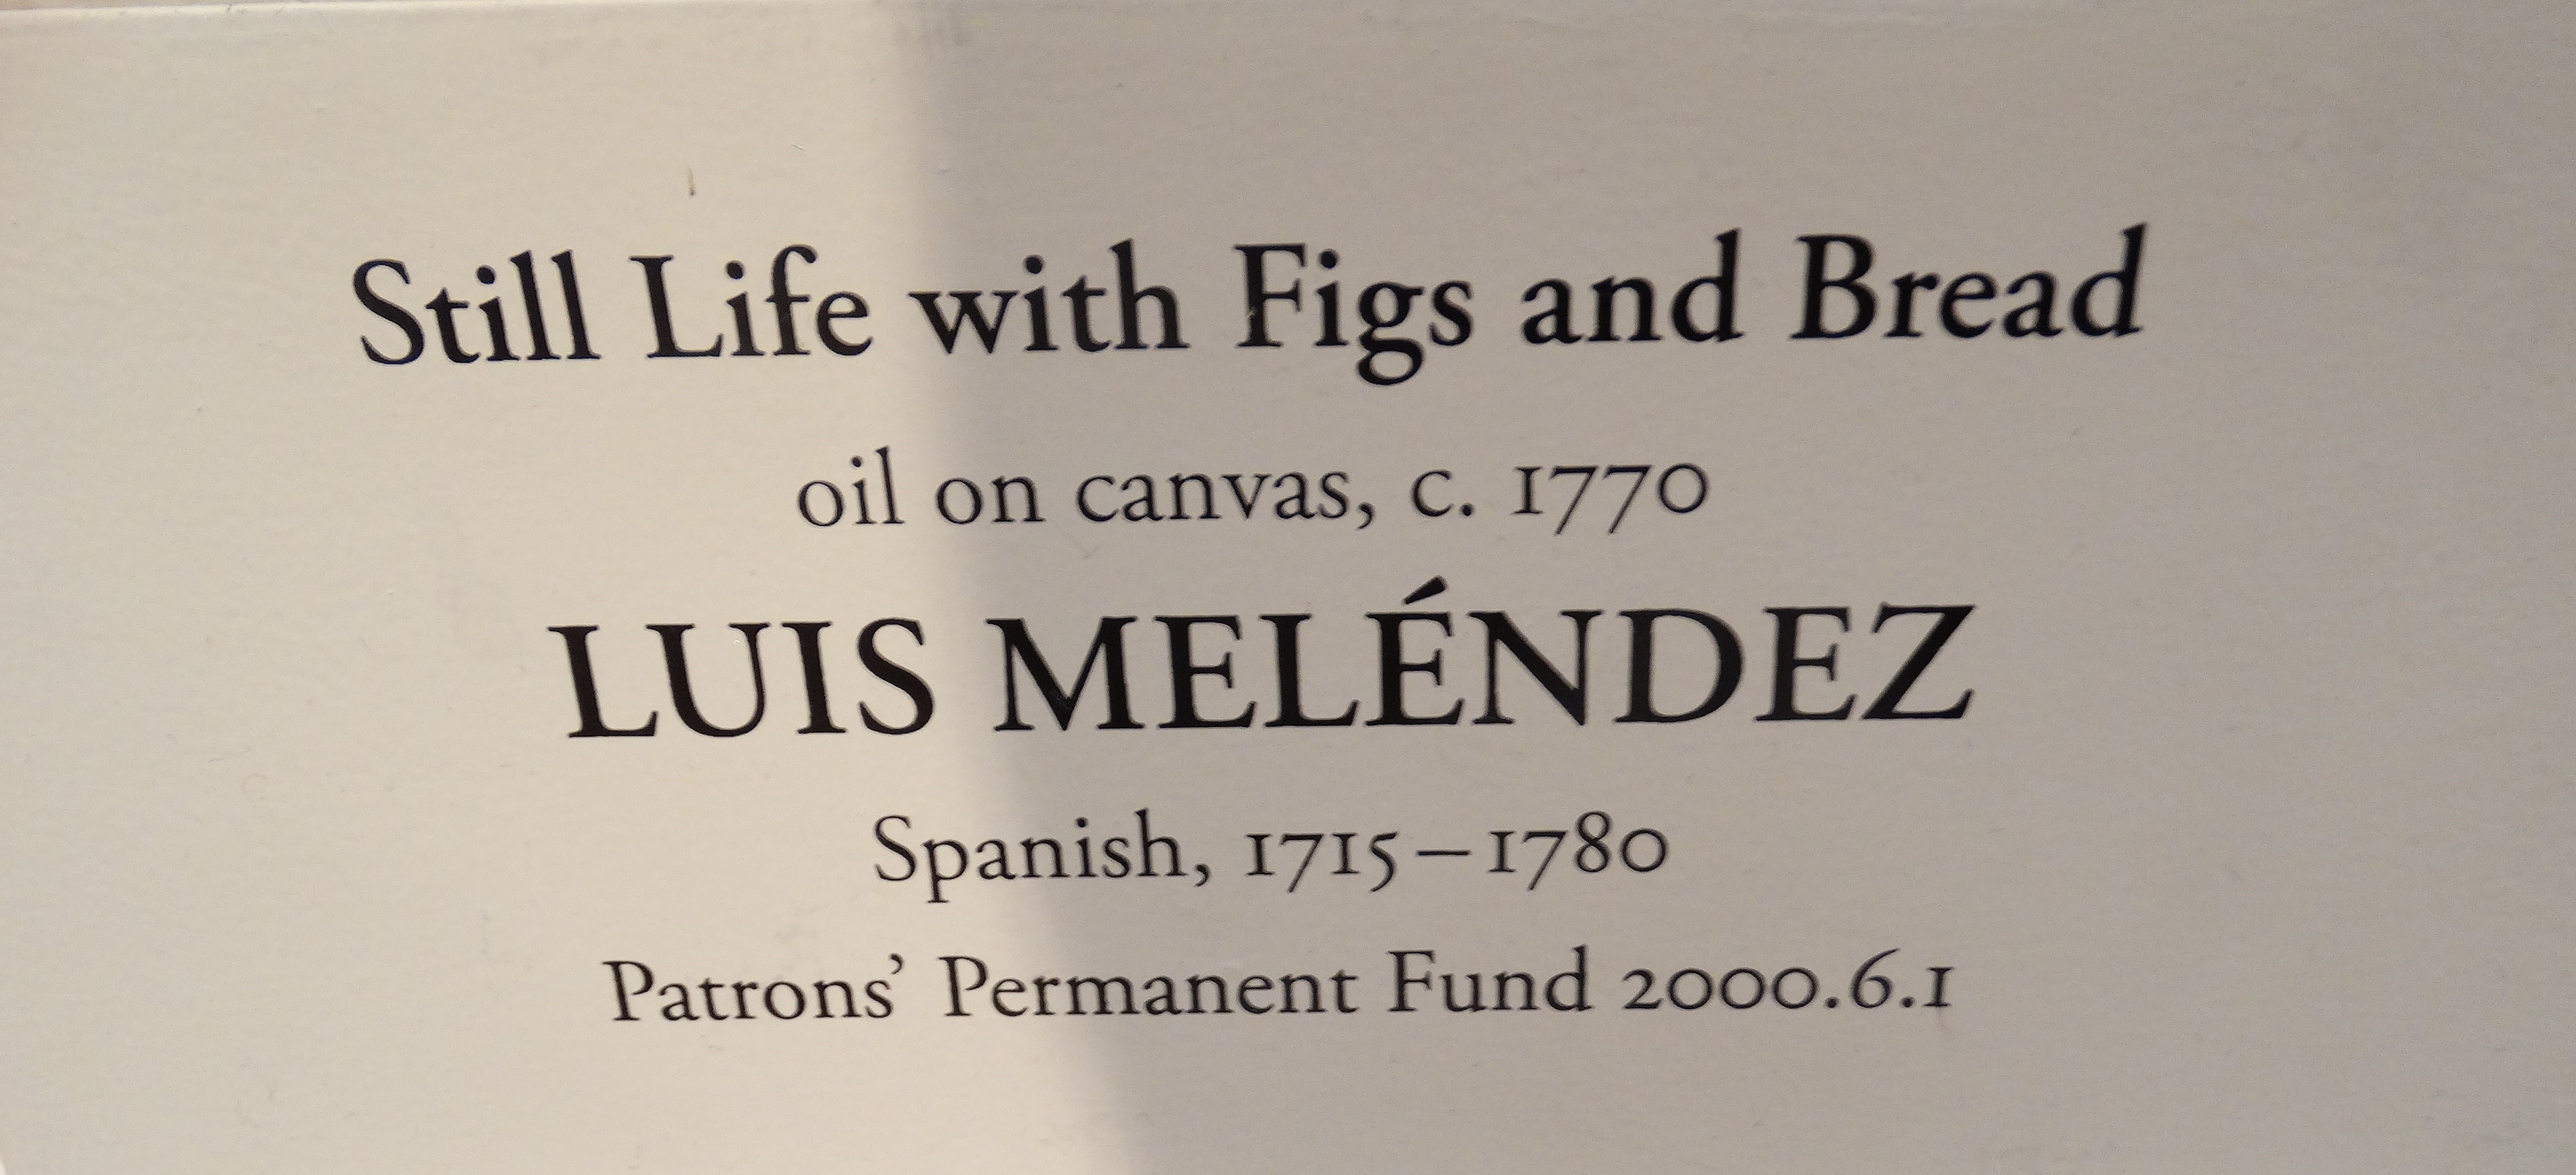 Still Life with Figs and Bread
oil on canvas, c. 1770
LUIS MELÉNDEZ
Spanish, 1715–1780
Patrons’ Permanent Fund 2000.6.1